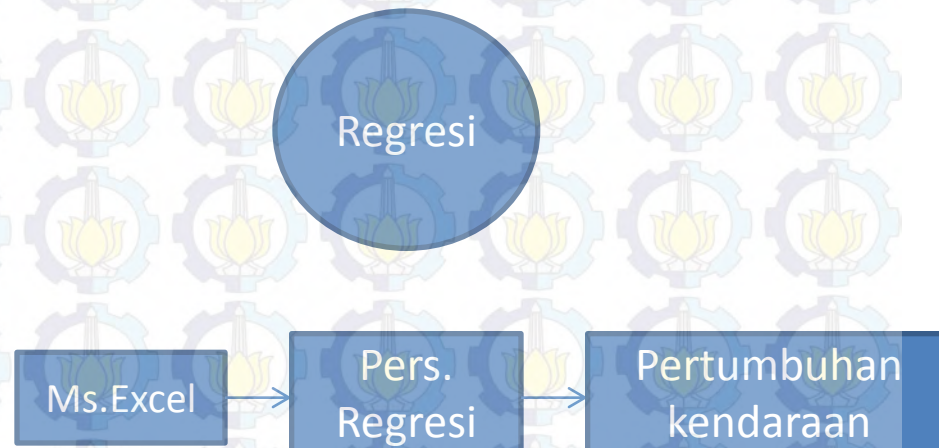 Regresi
Ms.Excel
Pers.
Regresi
Pertumbuhan
kendaraan